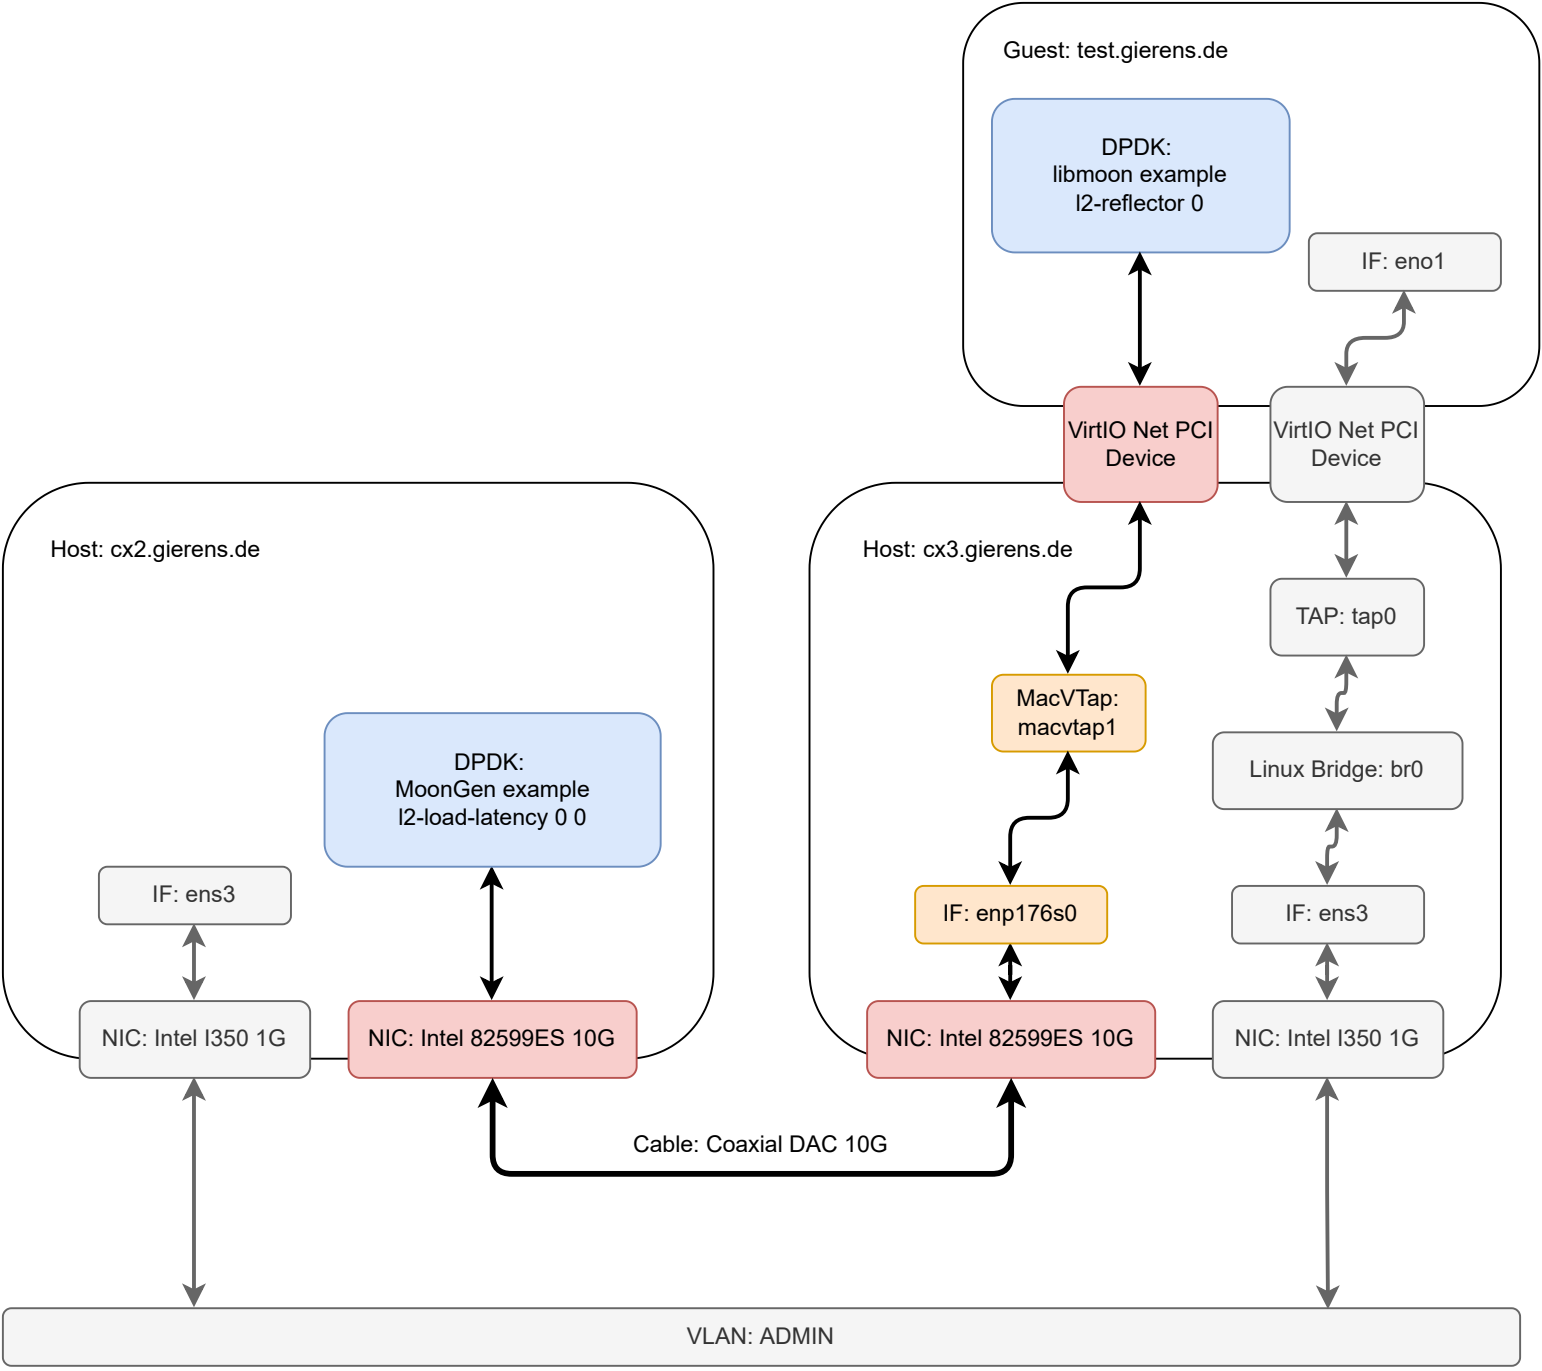 Guest: test.gierens.de
DPDK:
libmoon example
l2-reflector 0
IF: eno1
VirtIO Net PCI
Device
VirtIO Net PCI
Device
Host: cx2.gierens.de
Host: cx3.gierens.de
TAP: tap0
MacVTap:
macvtap1
DPDK:
MoonGen example
l2-load-latency 0 0
Linux Bridge: br0
IF: ens3
IF: enp176s0
IF: ens3
NIC: Intel I350 1G
NIC: Intel 82599ES 10G
NIC: Intel 82599ES 10G
NIC: Intel I350 1G
Cable: Coaxial DAC 10G
VLAN: ADMIN